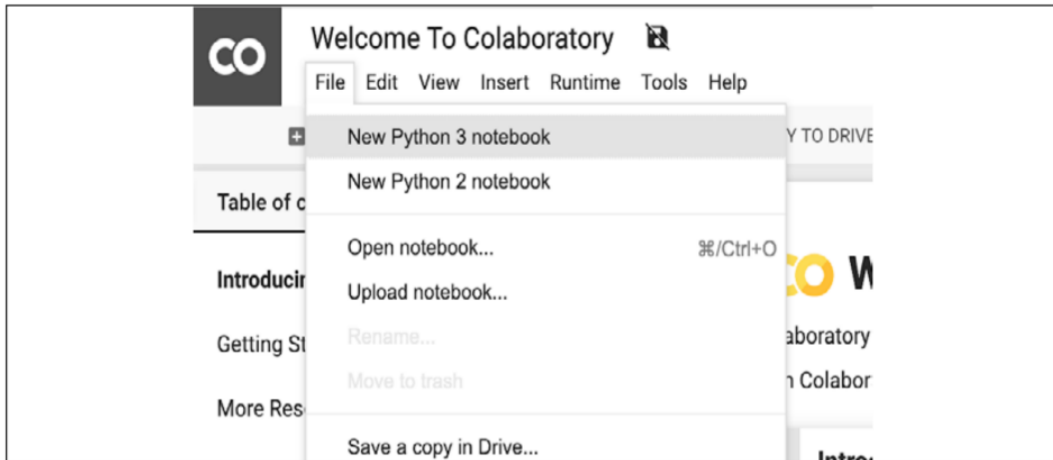 CO Welcome To Colaboratory
File Edit View Insert Runtime Tools Help
New Python 3 notebook
Y TO DRIVE
New Python 2 notebook
Table of c
Open notebook... ⌘/Ctrl+O
Introducin
CO W
Upload notebook...
Getting St
Rename...
aboratory
Move to trash
n Colabor
More Res
Save a copy in Drive...
Intro